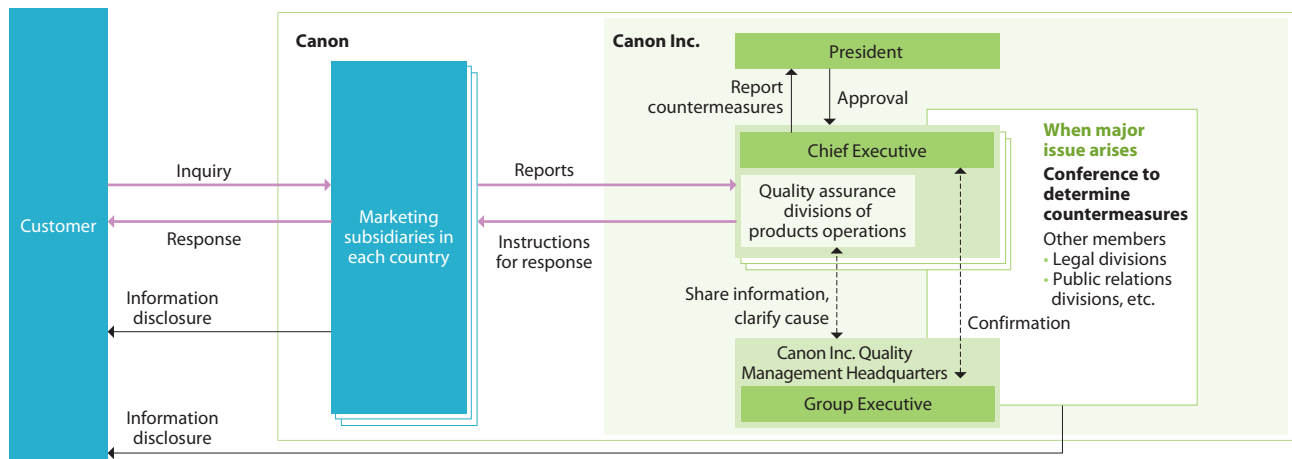 Canon
Canon Inc.
President
Report
countermeasures
Approval
When major
issue arises
Chief Executive
Conference to
determine
countermeasures
Inquiry
Reports
Quality assurance
divisions of
products operations
Customer
Marketing
subsidiaries in
each country
Response
Instructions
for response
Other members
• Legal divisions
• Public relations
divisions, etc.
Information
disclosure
Share information,
clarify cause
Confirmation
Canon Inc. Quality
Management Headquarters
Group Executive
Information
disclosure